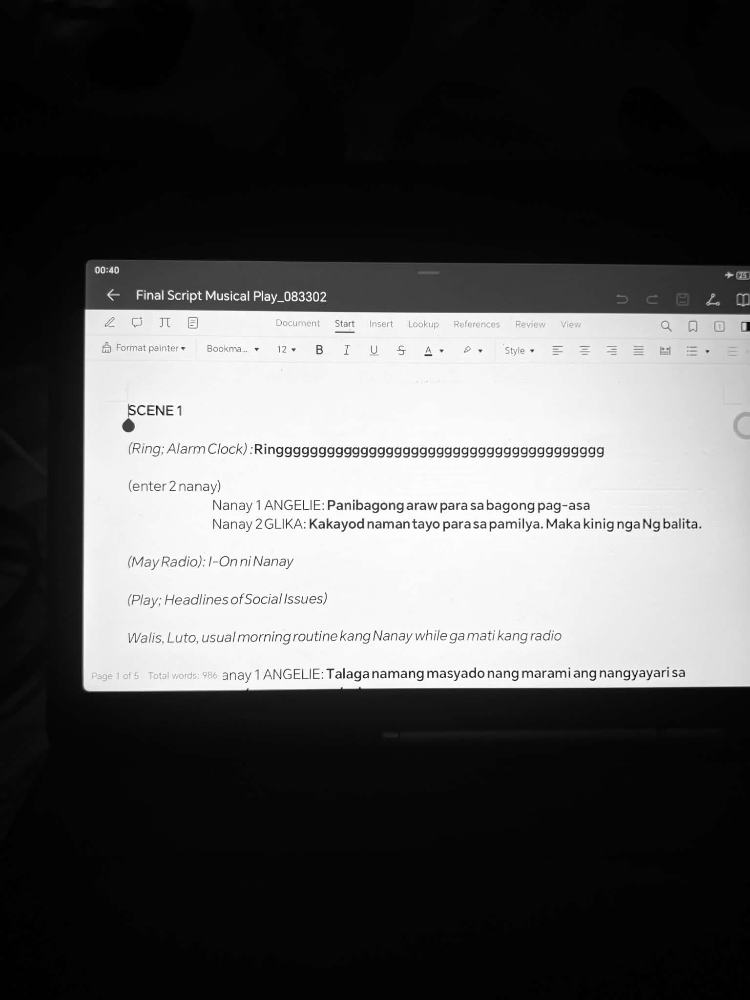 00:40
25
Final Script Musical Play_083302
Document Start Insert Lookup References Review View
Format painter Bookma... 12 B I U S A Style
SCENE 1
(Ring; Alarm Clock) :Ringggggggggggggggggggggggggggggggggggggggg
(enter 2 nanay)
Nanay 1 ANGELIE: Panibagong araw para sa bagong pag-asa
Nanay 2 GLIKA: Kakayod naman tayo para sa pamilya. Maka kinig nga Ng balita.
(May Radio): I-On ni Nanay
(Play; Headlines of Social Issues)
Walis, Luto, usual morning routine kang Nanay while ga mati kang radio
Page 1 of 5 Total words: 986 anay 1 ANGELIE: Talaga namang masyado nang marami ang nangyayari sa